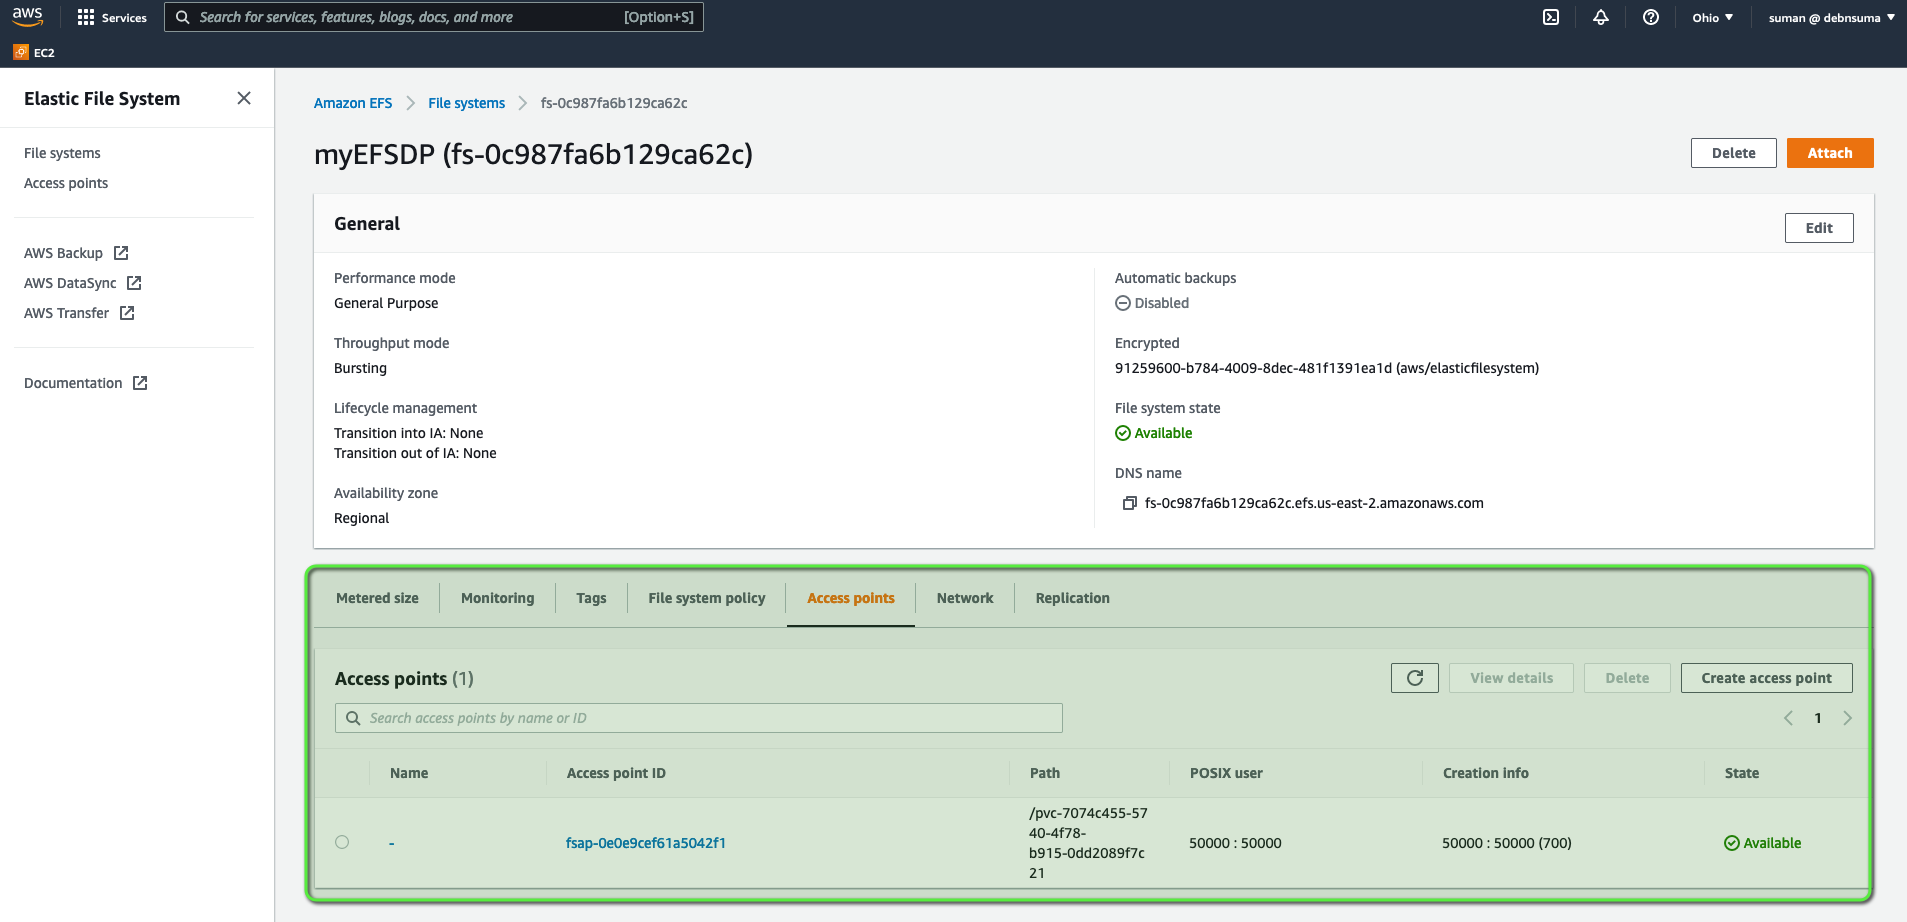 aws
Services
Search for services, features, blogs, docs, and more
[Option+S]
Ohio
suman @ debnsuma
EC2
Elastic File System
File systems
Access points
AWS Backup
AWS DataSync
AWS Transfer
Documentation
Amazon EFS
File systems
fs-0c987fa6b129ca62c
myEFSDP (fs-0c987fa6b129ca62c)
Delete
Attach
General
Edit
Performance mode
General Purpose
Throughput mode
Bursting
Lifecycle management
Transition into IA: None
Transition out of IA: None
Availability zone
Regional
Automatic backups
Disabled
Encrypted
91259600-b784-4009-8dec-481f1391ea1d (aws/elasticfilesystem)
File system state
Available
DNS name
fs-0c987fa6b129ca62c.efs.us-east-2.amazonaws.com
Metered size
Monitoring
Tags
File system policy
Access points
Network
Replication
Access points (1)
View details
Delete
Create access point
Search access points by name or ID
1
Name
Access point ID
Path
POSIX user
Creation info
State
-
fsap-0e0e9cef61a5042f1
/pvc-7074c455-57
40-4f78-
b915-0dd2089f7c
21
50000 : 50000
50000 : 50000 (700)
Available